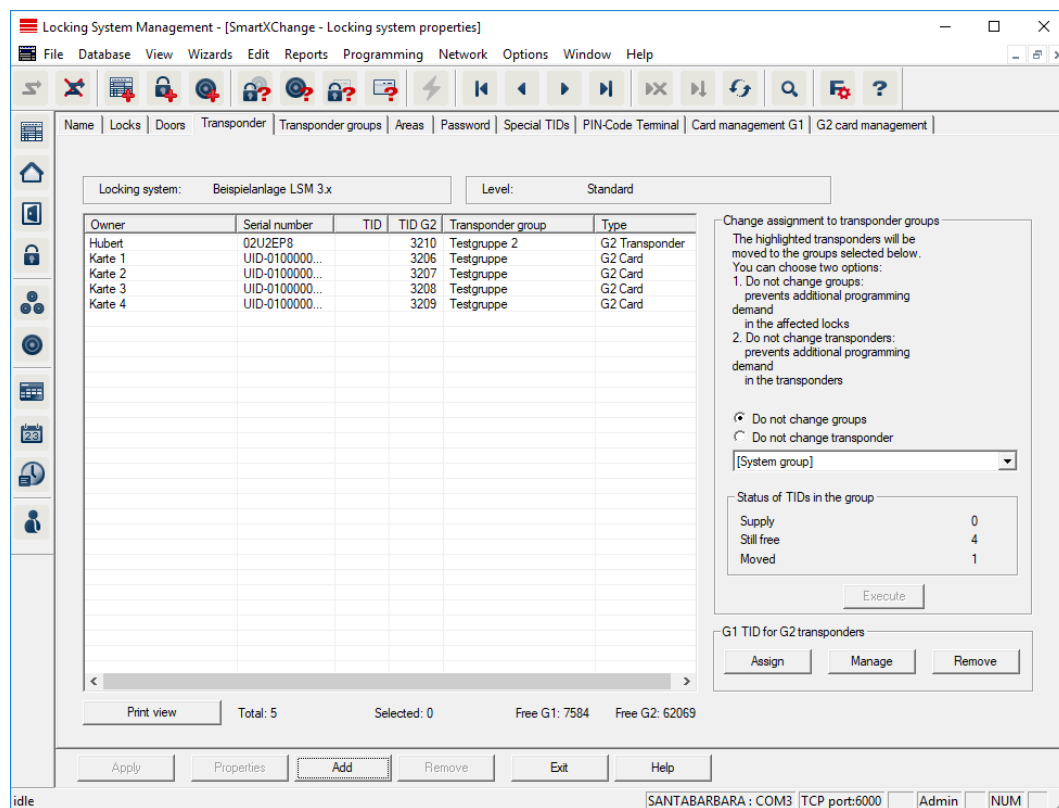 Locking System Management - [SmartXChange - Locking system properties]
File Database View Wizards Edit Reports Programming Network Options Window Help
Name Locks Doors Transponder Transponder groups Areas Password Special TIDs PIN-Code Terminal Card management G1 G2 card management
Locking system: Beispielanlage LSM 3.x Level: Standard
Owner Serial number TID TID G2 Transponder group Type
Hubert 02U2EP8 3210 Testgruppe 2 G2 Transponder
Karte 1 UID-0100000... 3206 Testgruppe G2 Card
Karte 2 UID-0100000... 3207 Testgruppe G2 Card
Karte 3 UID-0100000... 3208 Testgruppe G2 Card
Karte 4 UID-0100000... 3209 Testgruppe G2 Card
Change assignment to transponder groups
The highlighted transponders will be
moved to the groups selected below.
You can choose two options:
1. Do not change groups:
prevents additional programming
demand
in the affected locks
2. Do not change transponders:
prevents additional programming
demand
in the transponders
Do not change groups
Do not change transponder
[System group]
Status of TIDs in the group
Supply 0
Still free 4
Moved 1
Execute
G1 TID for G2 transponders
Assign Manage Remove
Print view Total: 5 Selected: 0 Free G1: 7584 Free G2: 62069
Apply Properties Add Remove Exit Help
idle SANTABARBARA : COM3 TCP port:6000 Admin NUM
23